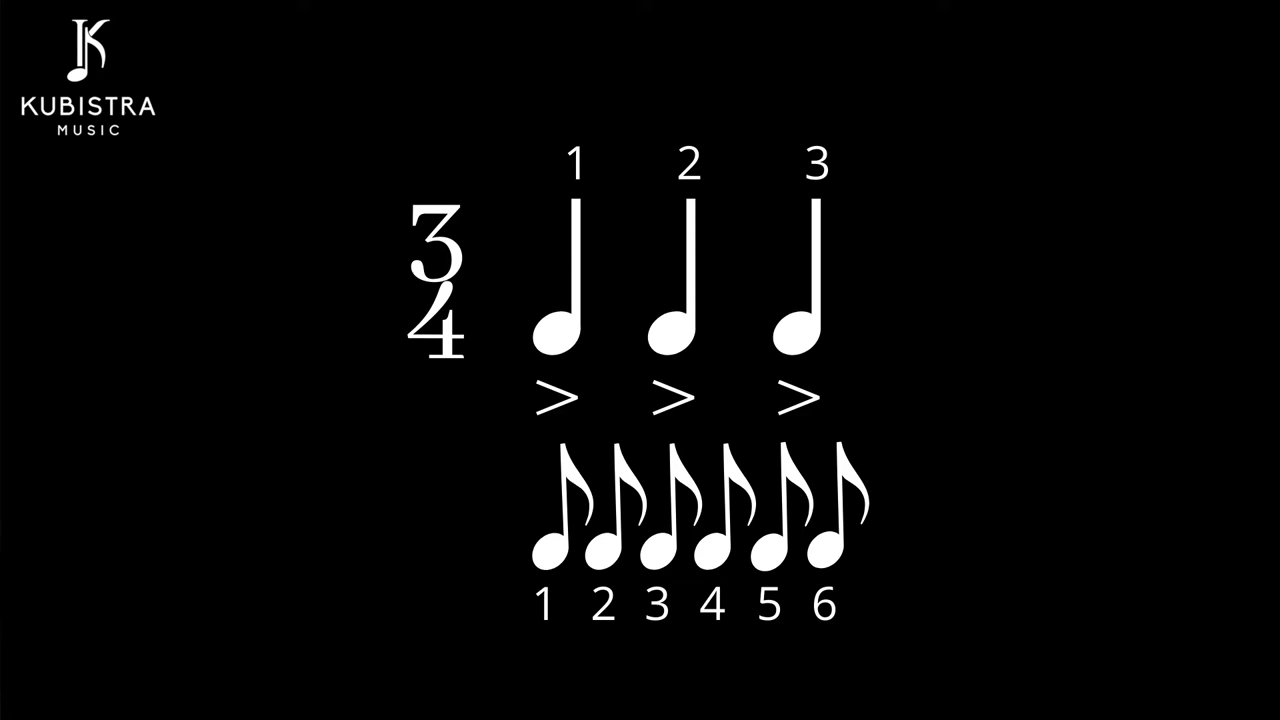 KUBISTRA
MUSIC
1 2 3
3
4
> > >
1 2 3 4 5 6